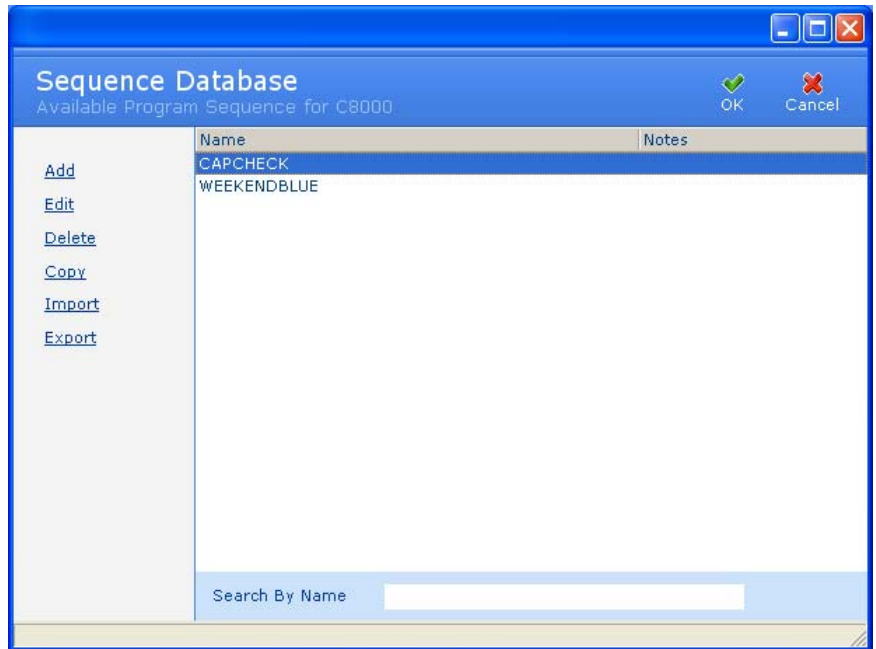 Sequence Database
Available Program Sequence for C8000
OK Cancel
Add
Edit
Delete
Copy
Import
Export
Name Notes
CAPCHECK
WEEKENDBLUE
Search By Name